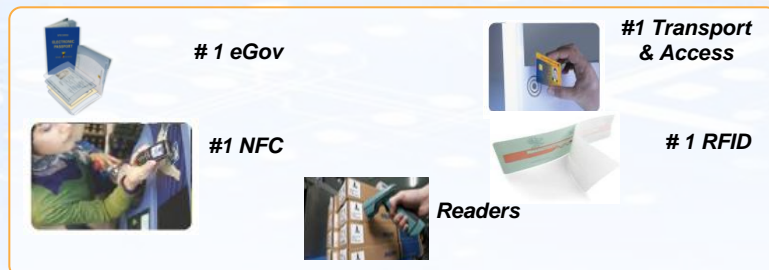 # 1 eGov
#1 Transport
& Access
#1 NFC
# 1 RFID
Readers